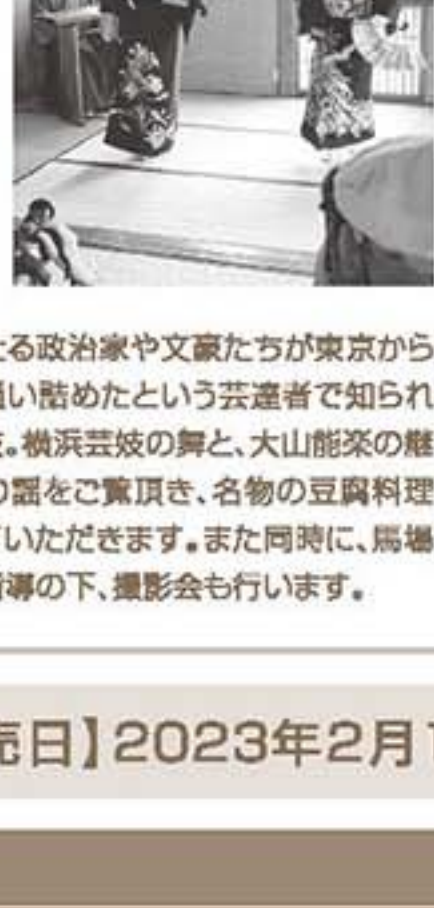 る政治家や文豪たちが東京から
い詰めたという芸達者で知られ
。横浜芸妓の舞と、大山能楽の継
の謡をご覧頂き、名物の豆腐料理
いただきます。また同時に、馬場
導の下、撮影会も行います。
売日】2023年2月1